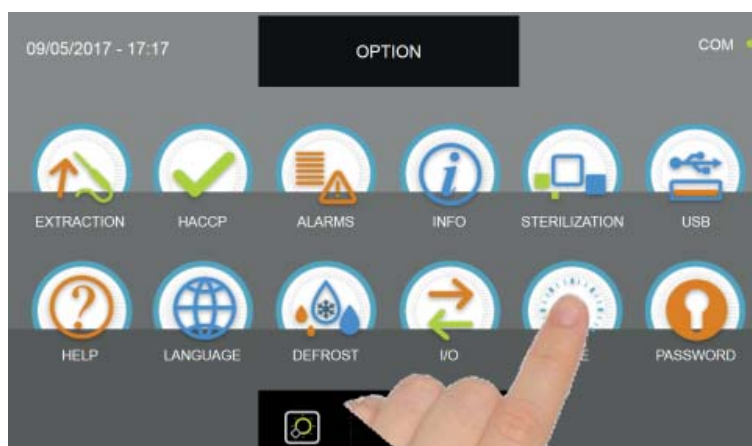 09/05/2017 - 17:17
OPTION
COM
EXTRACTION
HACCP
ALARMS
INFO
STERILIZATION
USB
HELP
LANGUAGE
DEFROST
I/O
PASSWORD